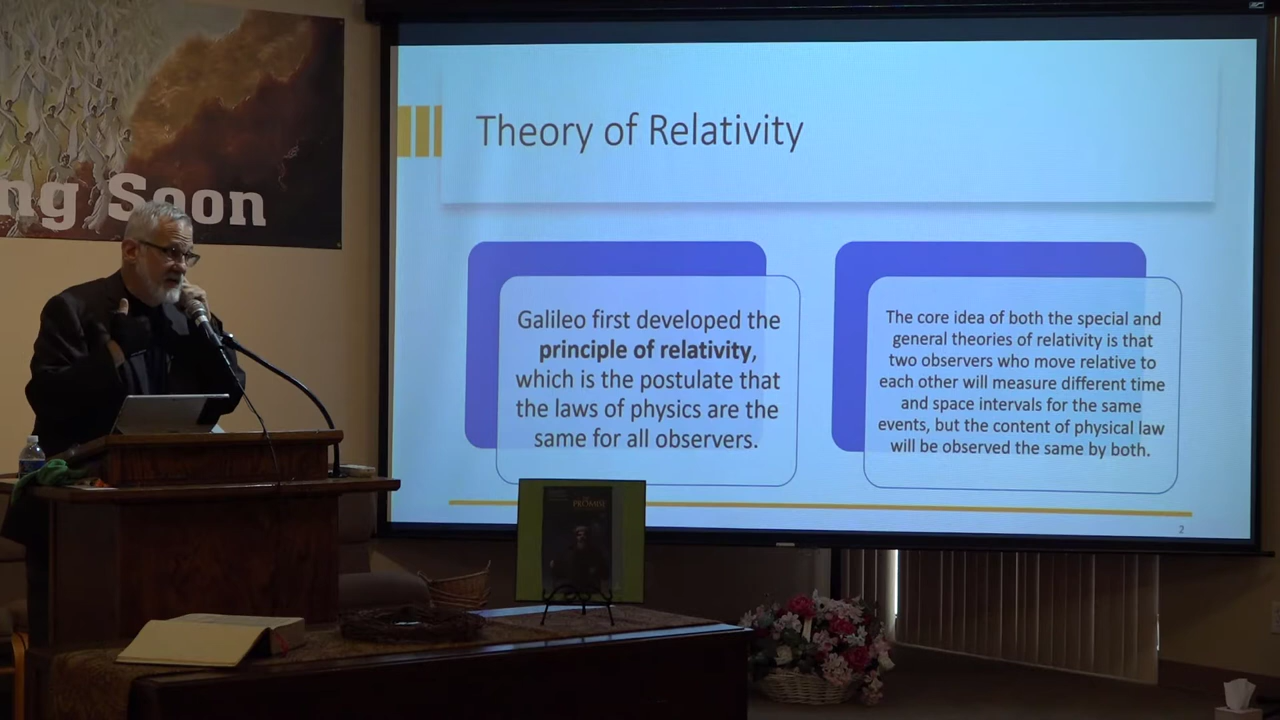 ng Soon
Theory of Relativity
Galileo first developed the
principle of relativity,
which is the postulate that
the laws of physics are the
same for all observers.
The core idea of both the special and
general theories of relativity is that
two observers who move relative to
each other will measure different time
and space intervals for the same
events, but the content of physical law
will be observed the same by both.
2
PROMISE